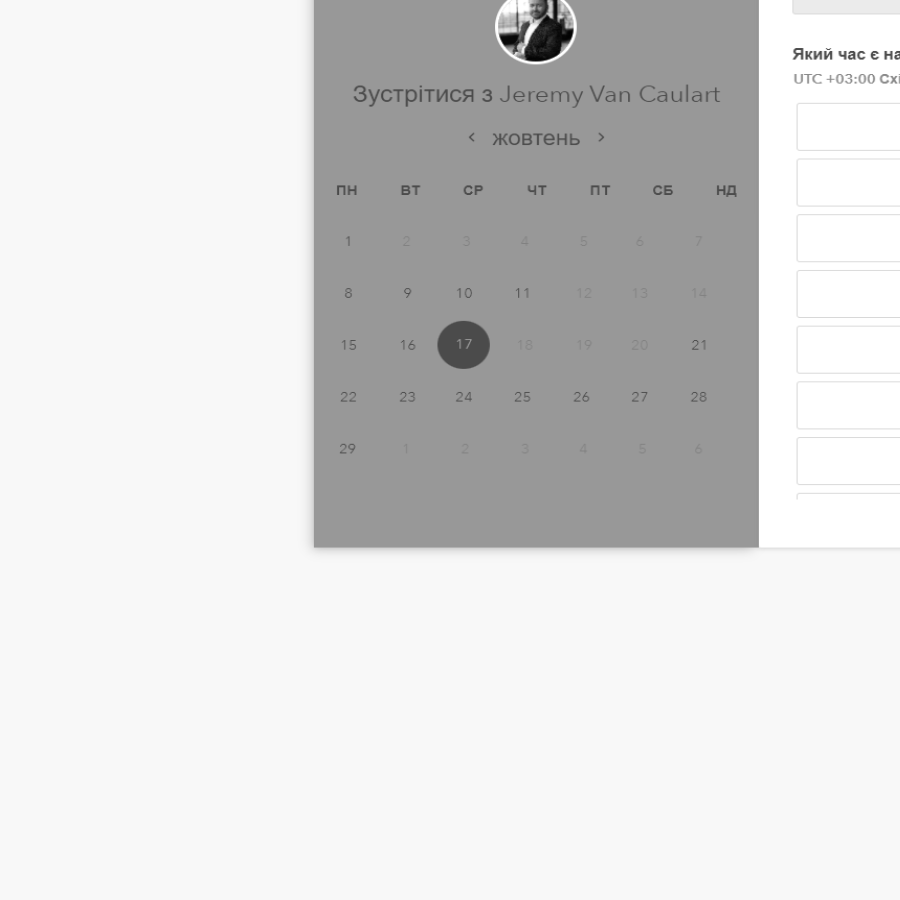 Зустрітися з Jeremy Van Caulart
жовтень
ПН ВТ СР ЧТ ПТ СБ НД
1 2 3 4 5 6 7
8 9 10 11 12 13 14
15 16 17 18 19 20 21
22 23 24 25 26 27 28
29 1 2 3 4 5 6
Який час є
UTC +03:00